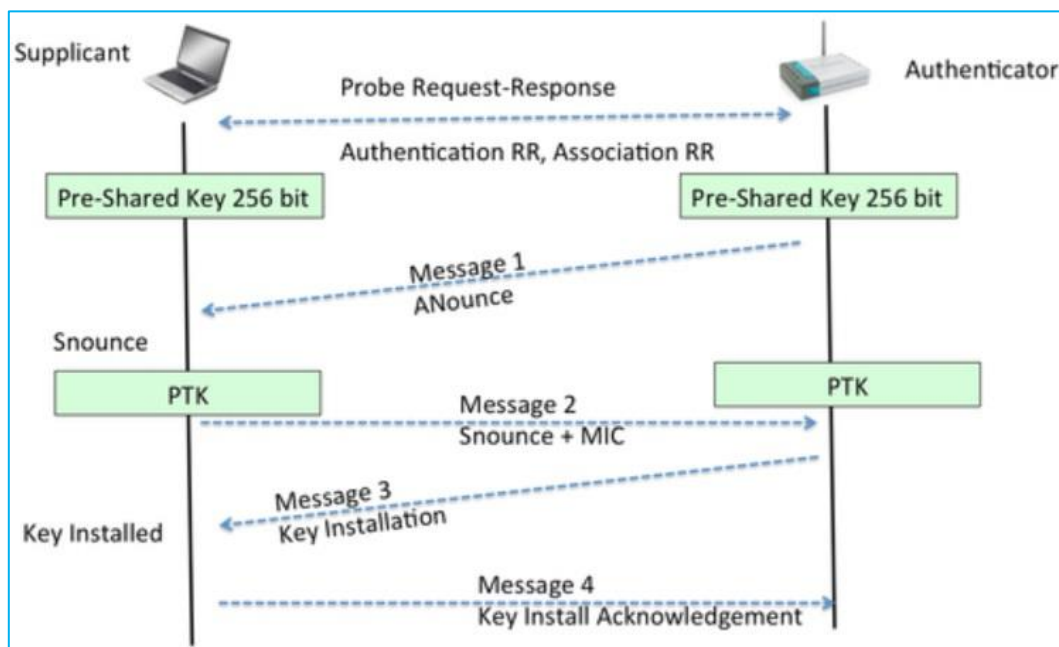 Supplicant
Authenticator
Probe Request-Response
Authentication RR, Association RR
Pre-Shared Key 256 bit
Pre-Shared Key 256 bit
Message 1
ANounce
Snounce
PTK
PTK
Message 2
Snounce + MIC
Message 3
Key Installation
Key Installed
Message 4
Key Install Acknowledgement